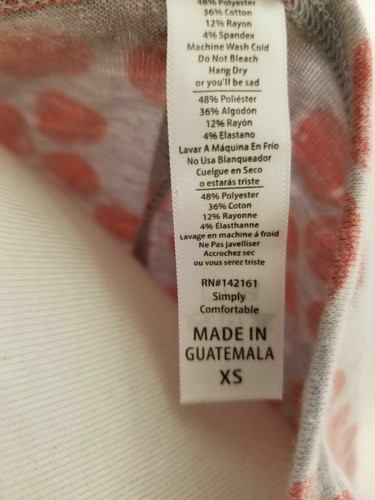 48% Polyester
36% Cotton
12% Rayon
4% Spandex
Machine Wash Cold
Do Not Bleach
Hang Dry
or you'll be sad
48% Poliéster
36% Algodón
12% Rayón
4% Elastano
Lavar A Máquina En Frío
No Usa Blanqueador
Cuelgue en Seco
o estarás triste
48% Polyester
36% Coton
12% Rayonne
4% Élasthanne
Lavage en machine á froid
Ne Pas javelliser
Accrochez sec
ou vous serez triste
RN#142161
Simply
Comfortable
MADE IN
GUATEMALA
XS